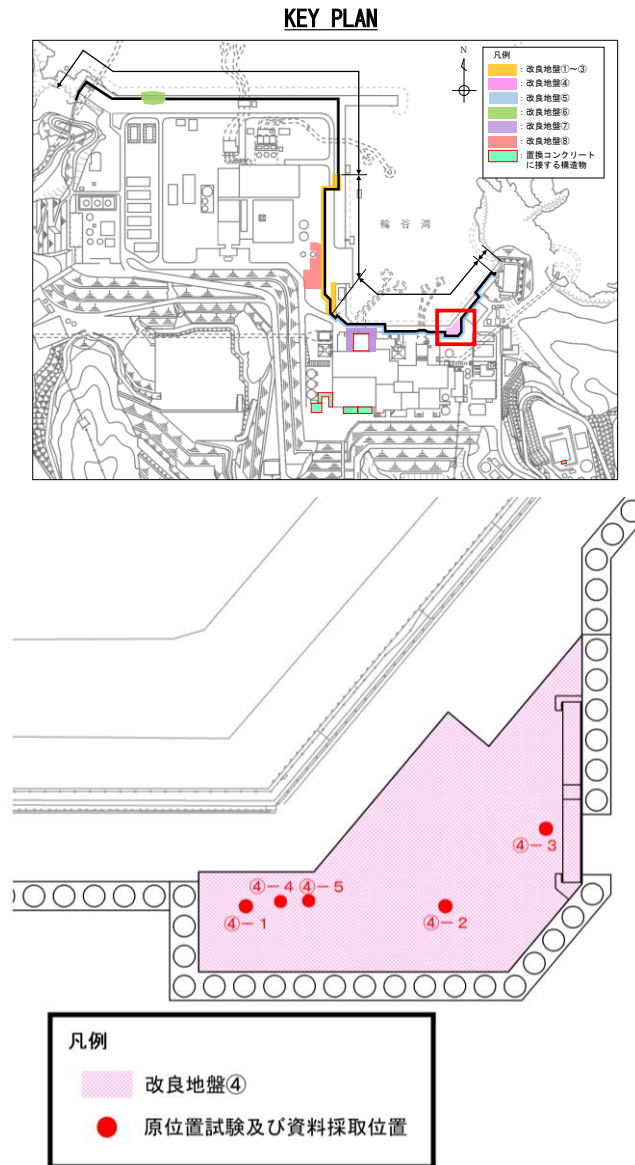 KEY PLAN
N
凡例
：改良地盤①～③
：改良地盤④
：改良地盤⑤
：改良地盤⑥
：改良地盤⑦
：改良地盤⑧
：置換コンクリート
に接する構造物
輪谷湾
④－3
④－4 ④－5
④－1
④－2
凡例
改良地盤④
原位置試験及び資料採取位置